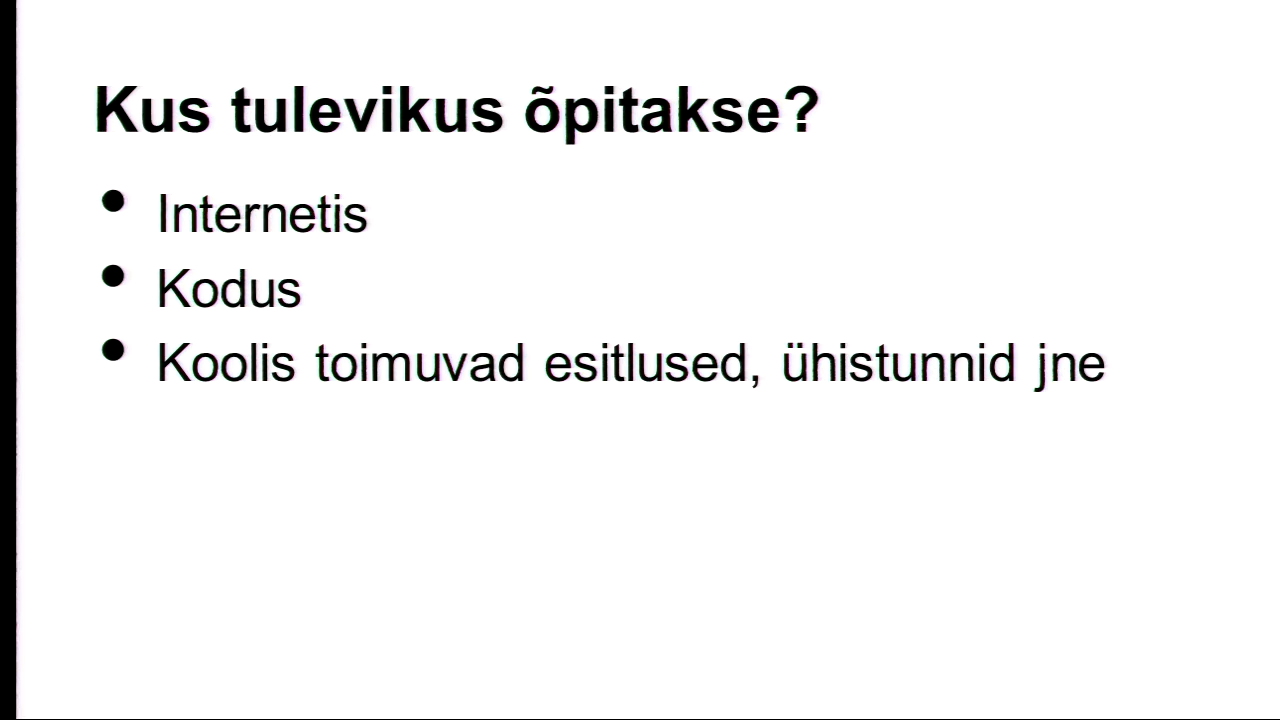 Kus tulevikus õpitakse?
• Internetis
• Kodus
• Koolis toimuvad esitlused, ühistunnid jne